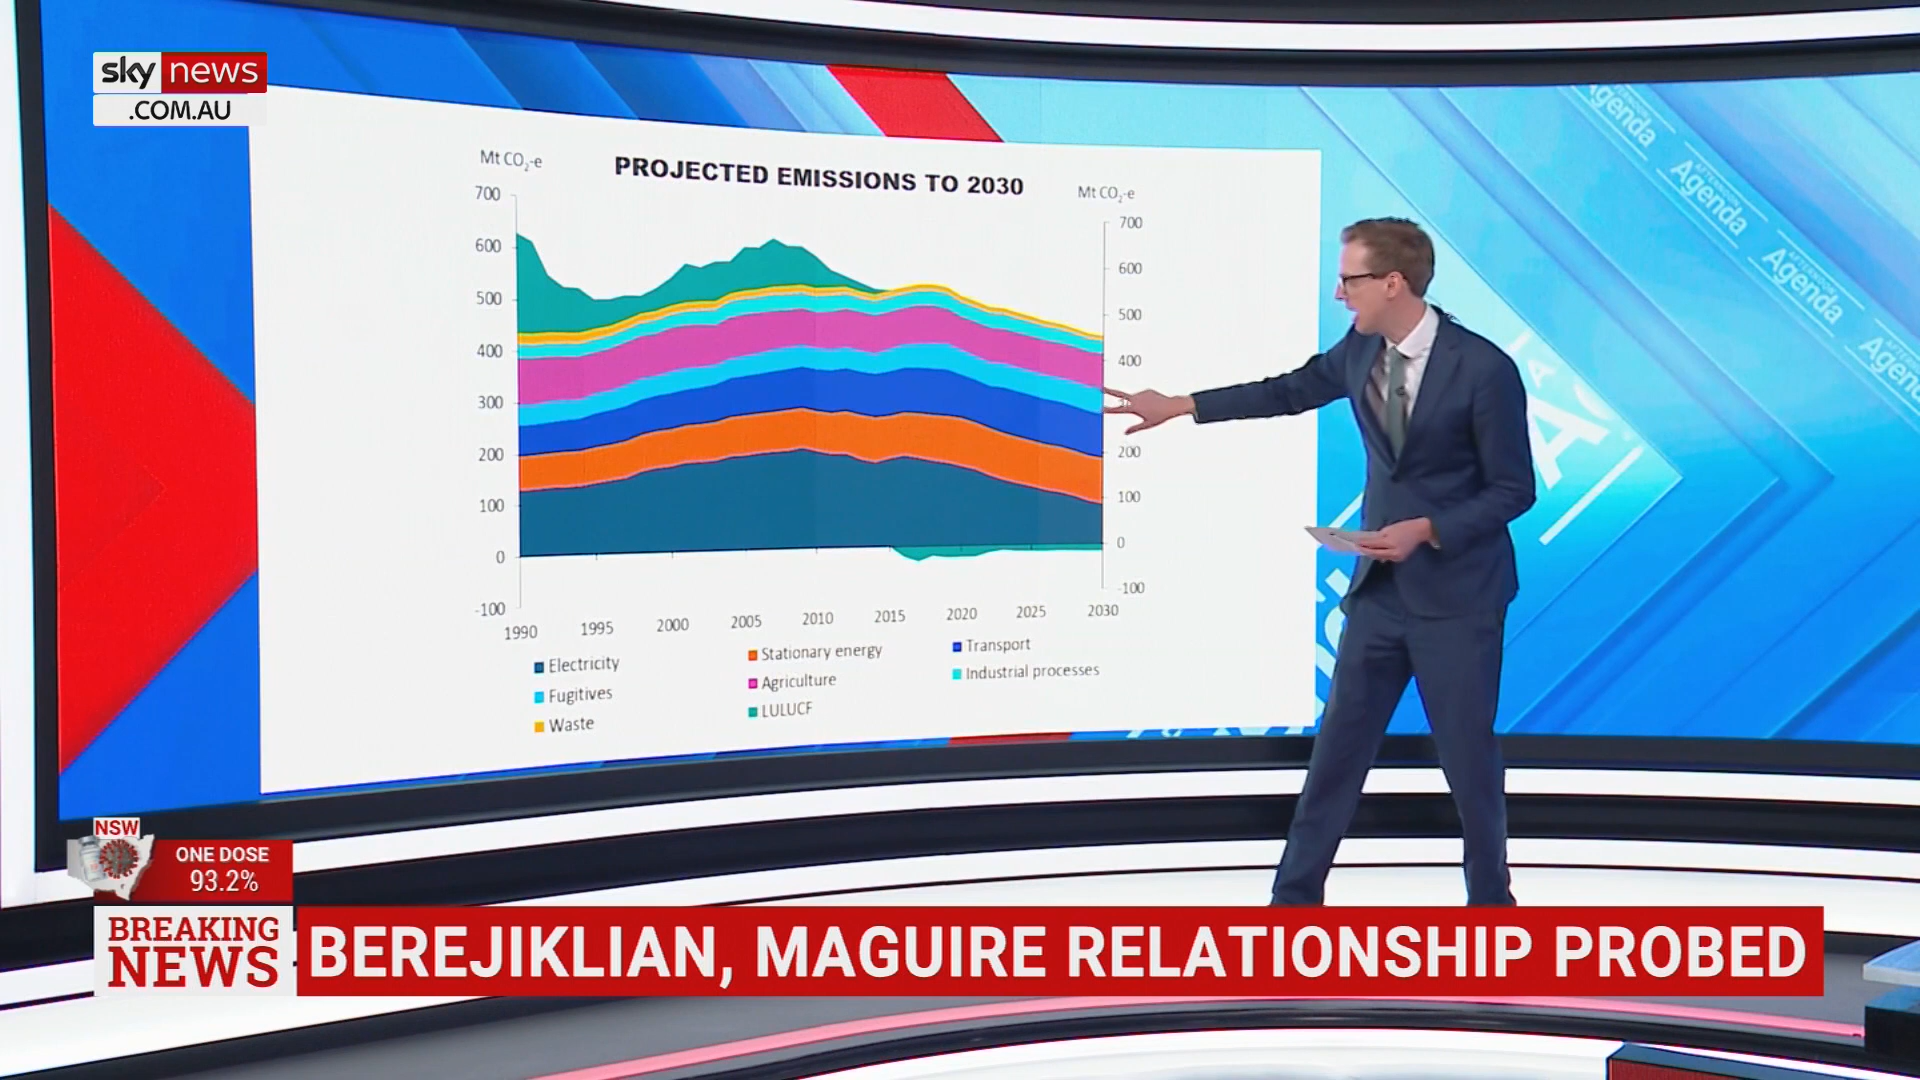 sky news
.COM.AU
PROJECTED EMISSIONS TO 2030
Mt CO₂-e
Mt CO₂-e
700
600
500
400
300
200
100
0
-100
700
600
500
400
200
100
0
-100
1990
1995
2000
2005
2010
2015
2020
2025
2030
Electricity
Stationary energy
Transport
Fugitives
Agriculture
Industrial processes
Waste
LULUCF
AFTERNOON
Agenda
AFTERNOON
Agenda
AFTERNOON
Agenda
NSW
ONE DOSE
93.2%
BREAKING
NEWS
BEREJIKLIAN, MAGUIRE RELATIONSHIP PROBED